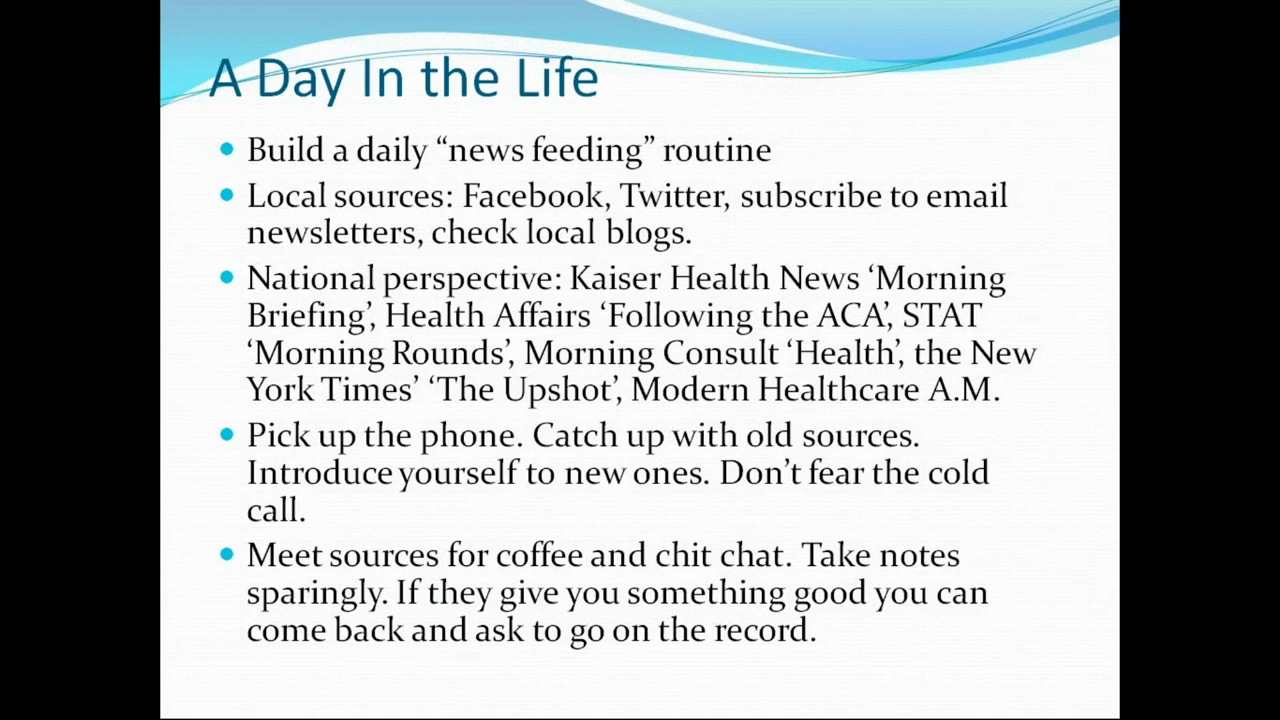 A Day In the Life
Build a daily “news feeding” routine
Local sources: Facebook, Twitter, subscribe to email
newsletters, check local blogs.
National perspective: Kaiser Health News ‘Morning
Briefing’, Health Affairs ‘Following the ACA’, STAT
‘Morning Rounds’, Morning Consult ‘Health’, the New
York Times’ ‘The Upshot’, Modern Healthcare A.M.
Pick up the phone. Catch up with old sources.
Introduce yourself to new ones. Don’t fear the cold
call.
Meet sources for coffee and chit chat. Take notes
sparingly. If they give you something good you can
come back and ask to go on the record.